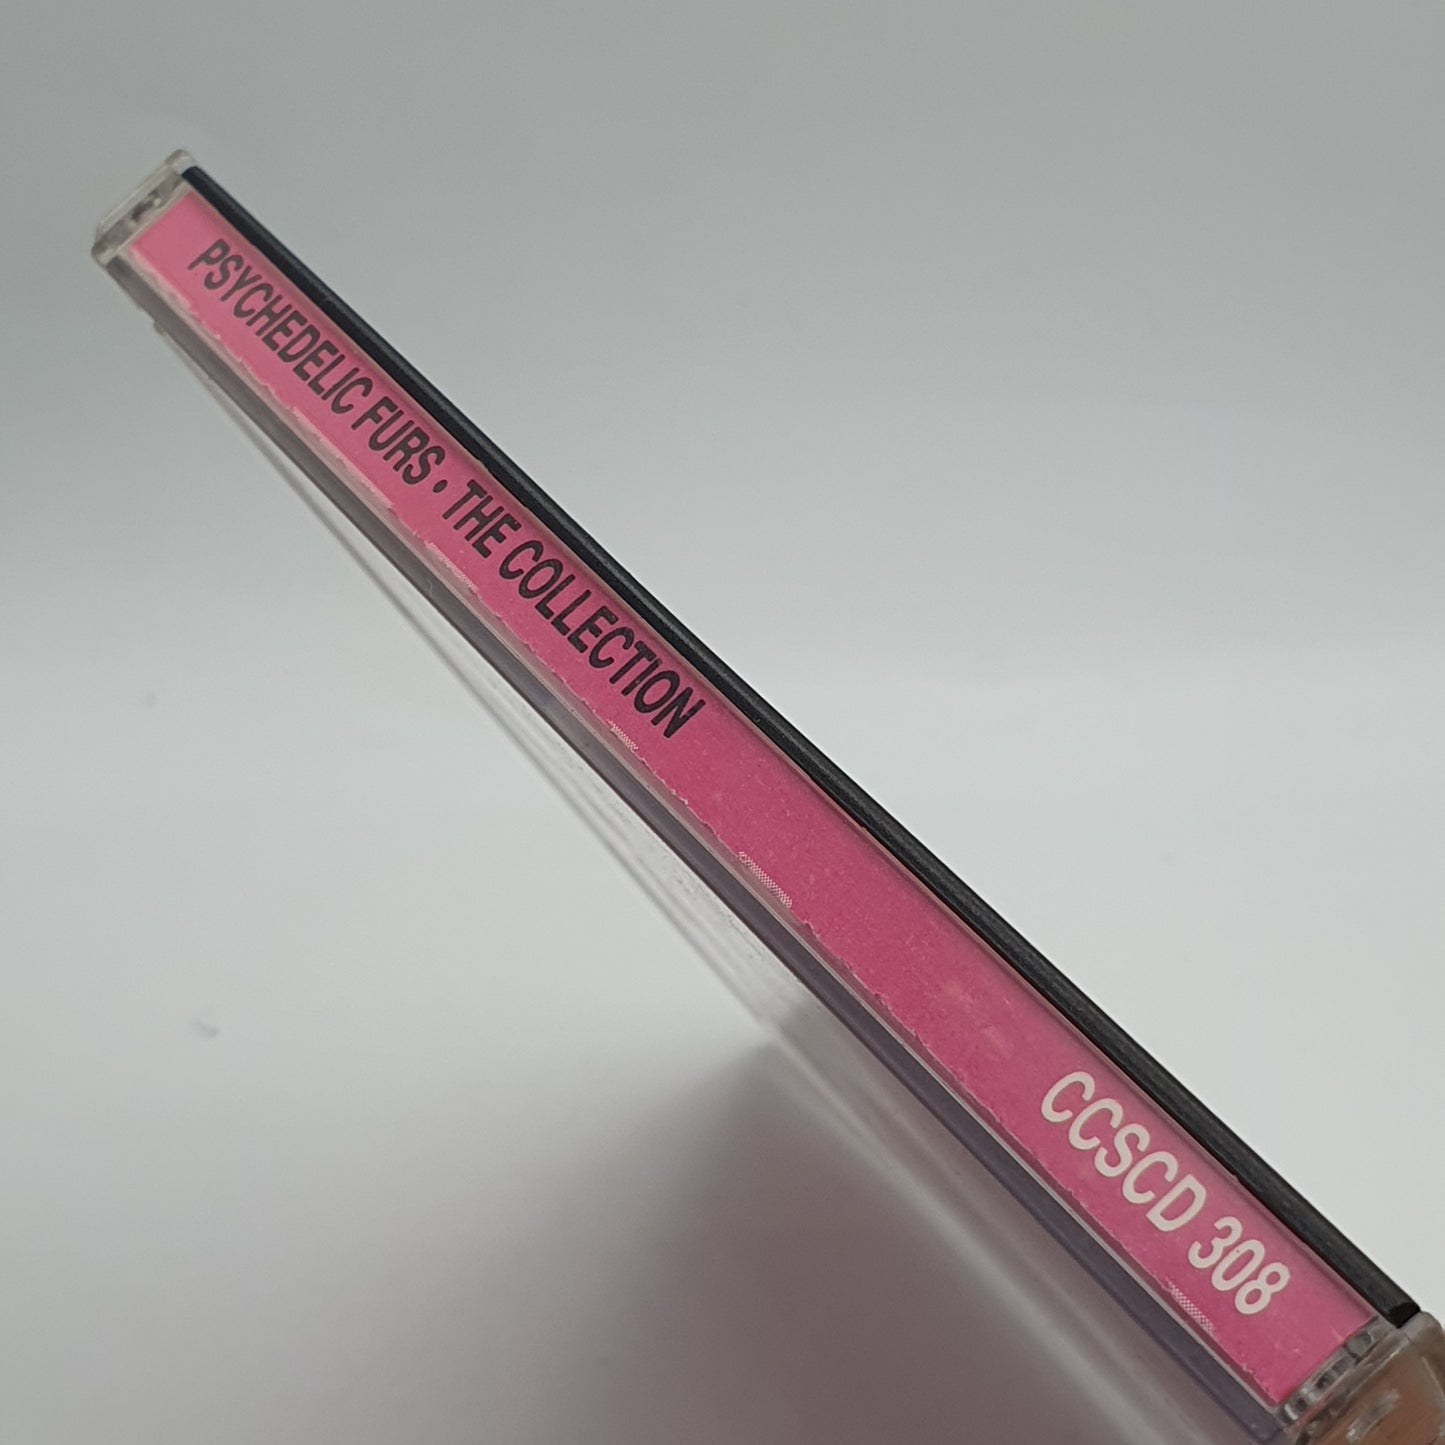 PSYCHEDELIC FURS • THE COLLECTION
CCSCD 308